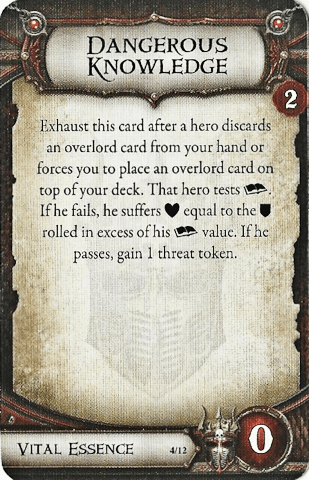 DANGEROUS
KNOWLEDGE
2
Exhaust this card after a hero discards
an overlord card from your hand or
forces you to place an overlord card on
top of your deck. That hero tests .
If he fails, he suffers equal to the
rolled in excess of his value. If he
passes, gain 1 threat token.
VITAL ESSENCE 4/12 0